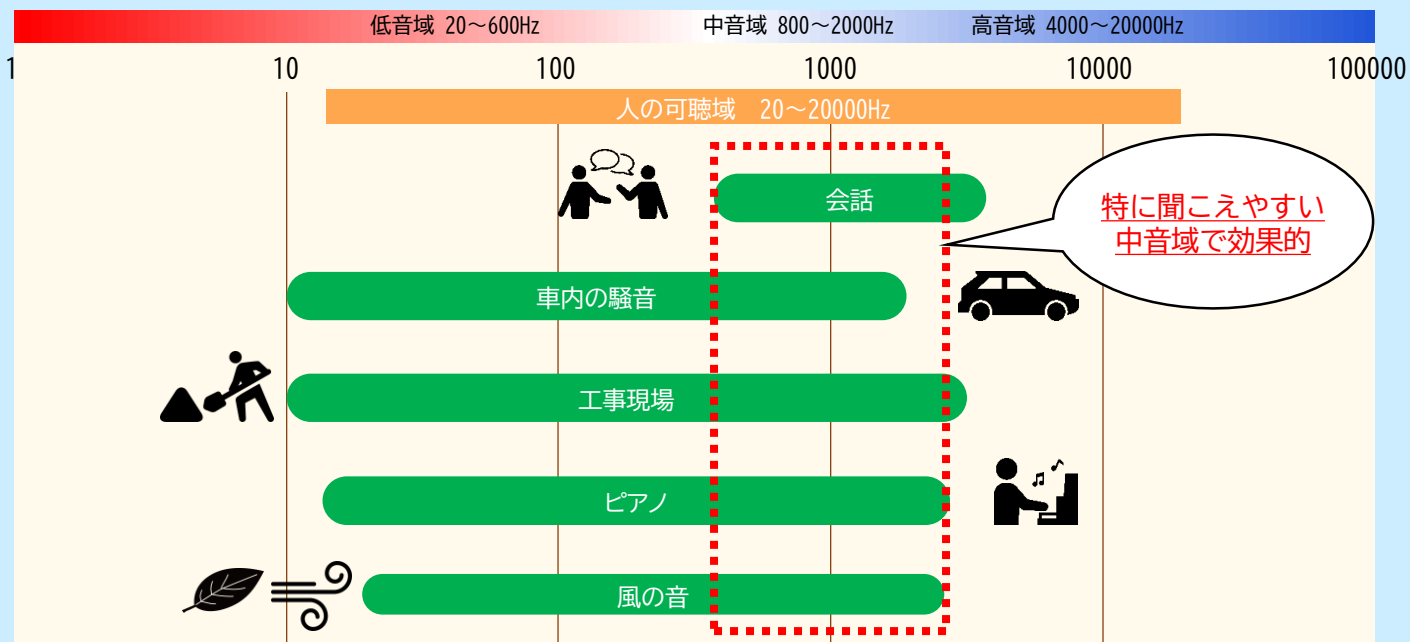 低音域 20～600Hz 中音域 800～2000Hz 高音域 4000～20000Hz
1 10 100 1000 10000 100000
人の可聴域 20～20000Hz
会話
特に聞こえやすい
中音域で効果的
車内の騒音
工事現場
ピアノ
風の音